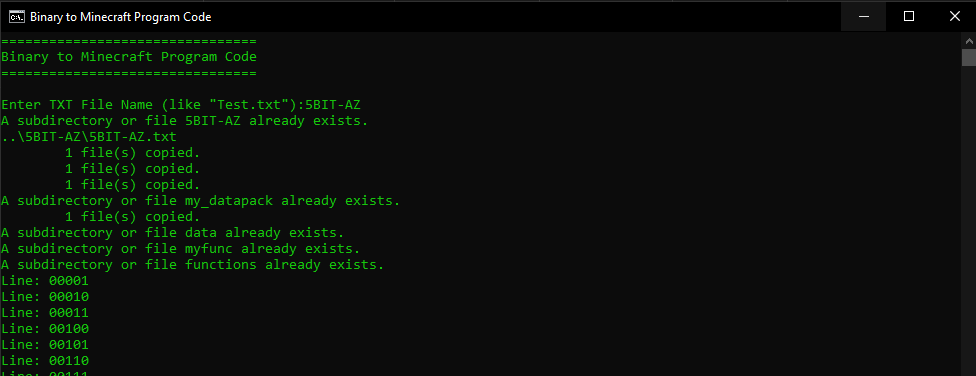 Binary to Minecraft Program Code
================================
Binary to Minecraft Program Code
================================
Enter TXT File Name (like "Test.txt"):5BIT-AZ
A subdirectory or file 5BIT-AZ already exists.
..\5BIT-AZ\5BIT-AZ.txt
1 file(s) copied.
1 file(s) copied.
1 file(s) copied.
A subdirectory or file my_datapack already exists.
1 file(s) copied.
A subdirectory or file data already exists.
A subdirectory or file myfunc already exists.
A subdirectory or file functions already exists.
Line: 00001
Line: 00010
Line: 00011
Line: 00100
Line: 00101
Line: 00110
Line: 00111